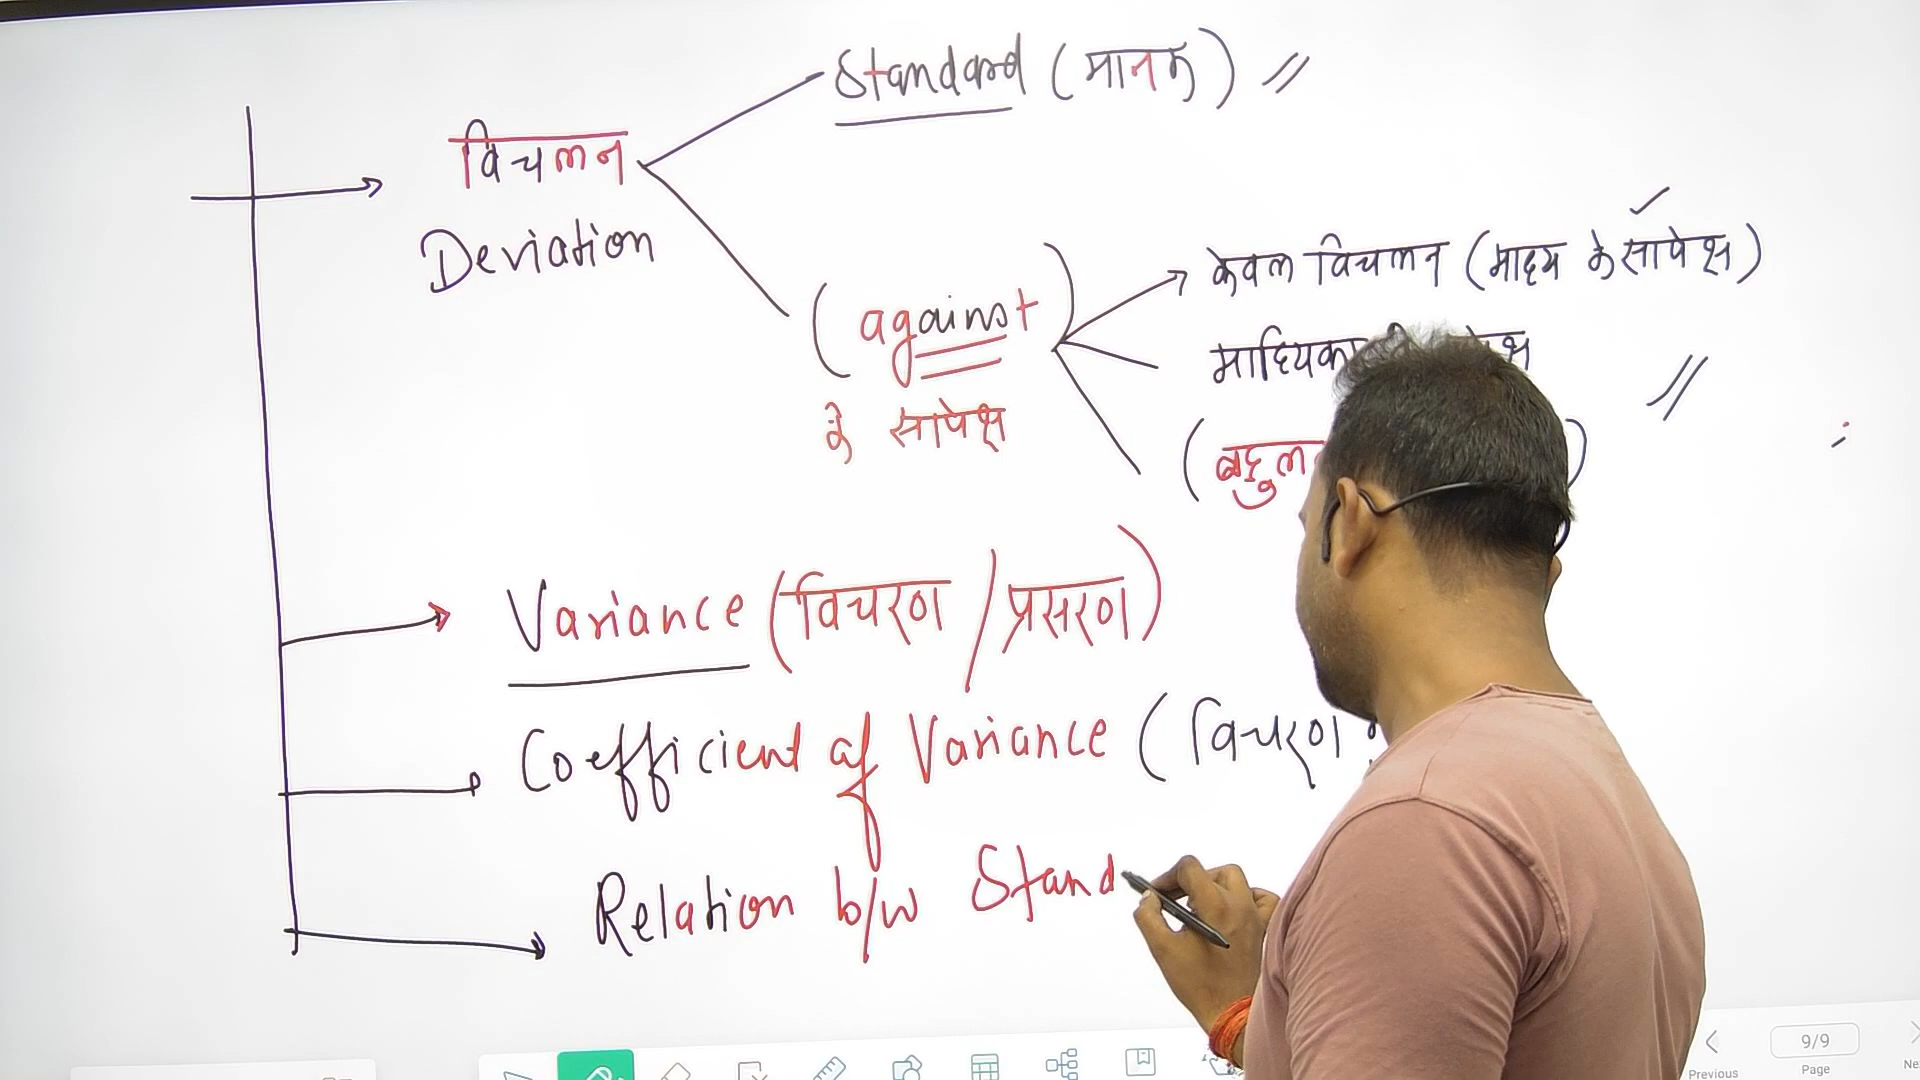 Standard (मानक)
विचलन
Deviation
(against)
के सापेक्ष
केवल विचलन (माध्य के सापेक्ष)
Variance (विचरण / प्रसरण)
Coefficient of Variance (विचरण
Relation b/w Stand
9/9
Previous
Page